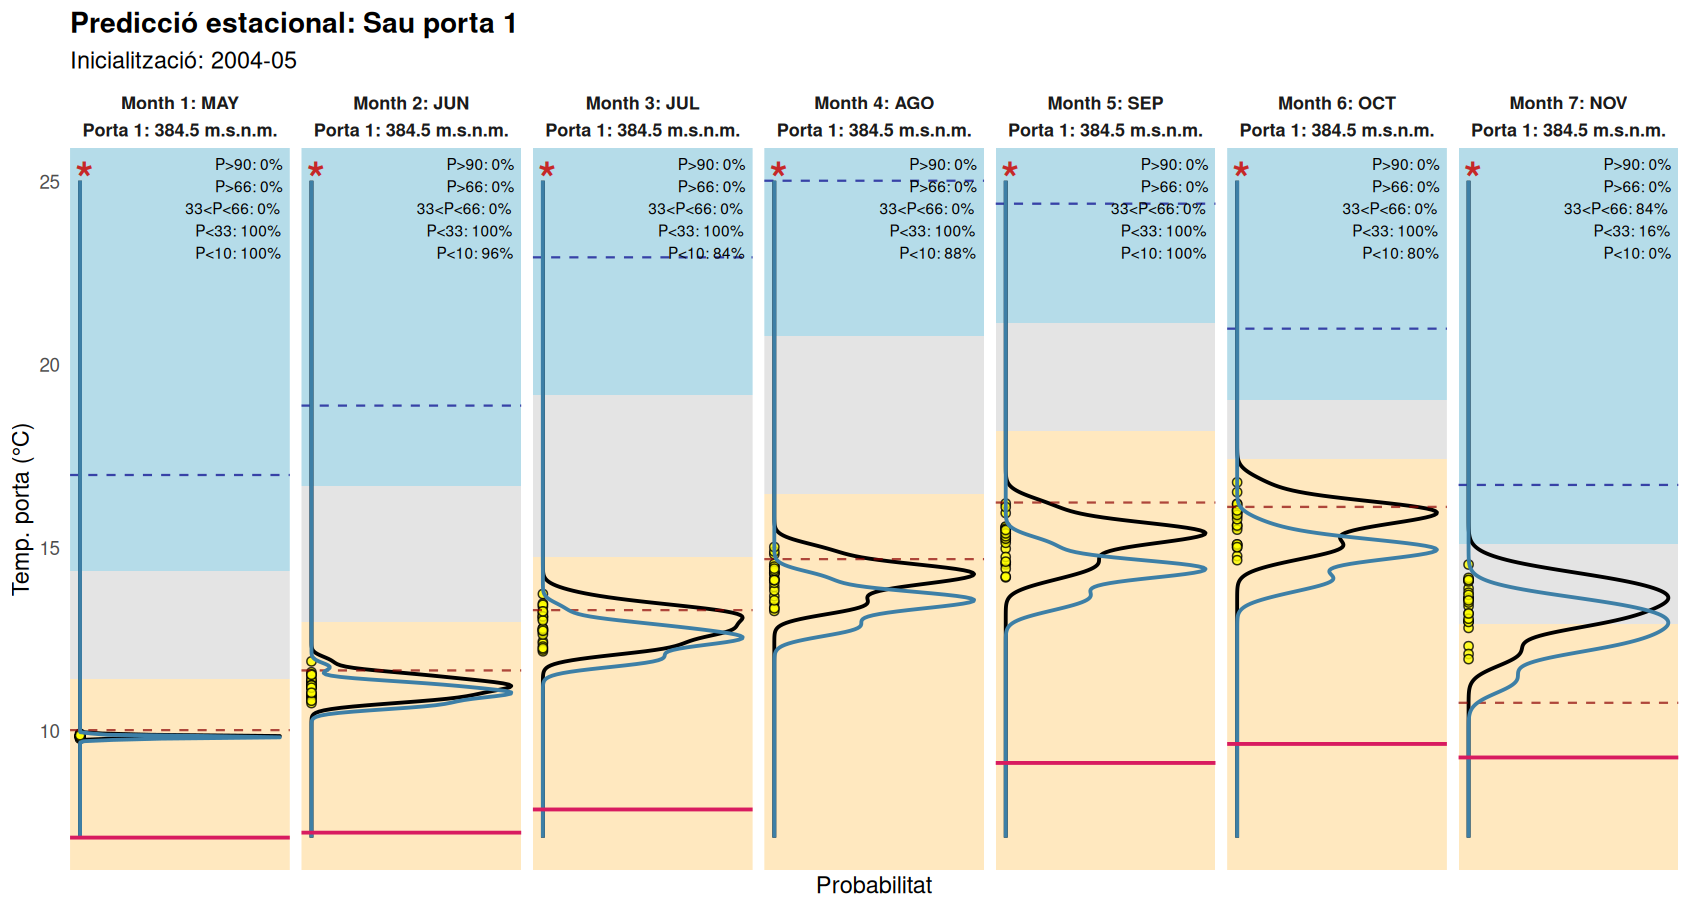 Predicció estacional: Sau porta 1
Inicialització: 2004-05
Month 1: MAY
Porta 1: 384.5 m.s.n.m.
Month 2: JUN
Porta 1: 384.5 m.s.n.m.
Month 3: JUL
Porta 1: 384.5 m.s.n.m.
Month 4: AGO
Porta 1: 384.5 m.s.n.m.
Month 5: SEP
Porta 1: 384.5 m.s.n.m.
Month 6: OCT
Porta 1: 384.5 m.s.n.m.
Month 7: NOV
Porta 1: 384.5 m.s.n.m.
*
P>90: 0%
P>66: 0%
33<P<66: 0%
P<33: 100%
P<10: 100%
*
P>90: 0%
P>66: 0%
33<P<66: 0%
P<33: 100%
P<10: 96%
*
P>90: 0%
P>66: 0%
33<P<66: 0%
P<33: 100%
P<10: 84%
*
P>90: 0%
P>66: 0%
33<P<66: 0%
P<33: 100%
P<10: 88%
*
P>90: 0%
P>66: 0%
33<P<66: 0%
P<33: 100%
P<10: 100%
*
P>90: 0%
P>66: 0%
33<P<66: 0%
P<33: 100%
P<10: 80%
*
P>90: 0%
P>66: 0%
33<P<66: 84%
P<33: 16%
P<10: 0%
25
20
15
10
Temp. porta (°C)
Probabilitat